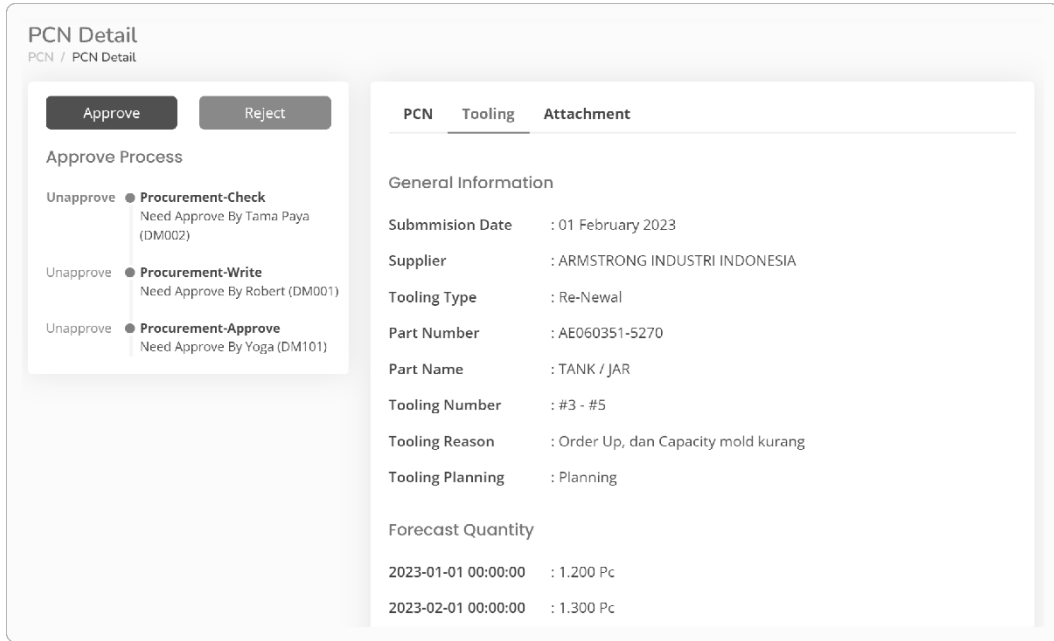 PCN Detail
PCN / PCN Detail
Approve Reject
Approve Process
Unapprove Procurement-Check
Need Approve By Tama Paya
(DM002)
Unapprove Procurement-Write
Need Approve By Robert (DM001)
Unapprove Procurement-Approve
Need Approve By Yoga (DM101)
PCN Tooling Attachment
General Information
Submmision Date : 01 February 2023
Supplier : ARMSTRONG INDUSTRI INDONESIA
Tooling Type : Re-Newal
Part Number : AE060351-5270
Part Name : TANK / JAR
Tooling Number : #3 - #5
Tooling Reason : Order Up, dan Capacity mold kurang
Tooling Planning : Planning
Forecast Quantity
2023-01-01 00:00:00 : 1.200 Pc
2023-02-01 00:00:00 : 1.300 Pc